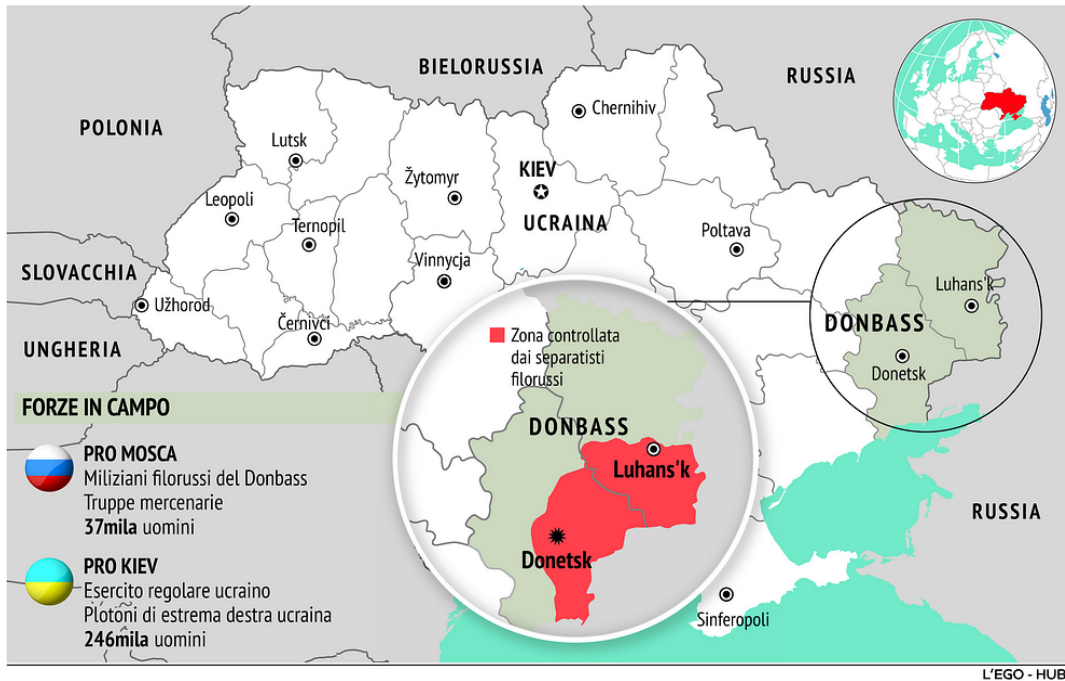 BIELORUSSIA
RUSSIA
POLONIA
Chernihiv
Lutsk
KIEV
Žytomyr
Leopoli
Ternopil
UCRAINA
Poltava
Vinnycja
SLOVACCHIA
Užhorod
Luhans'k
Černivci
DONBASS
UNGHERIA
Donetsk
Zona controllata
dai separatisti
filorussi
FORZE IN CAMPO
DONBASS
PRO MOSCA
Miliziani filorussi del Donbass
Truppe mercenarie
37mila uomini
Luhans'k
RUSSIA
Donetsk
PRO KIEV
Esercito regolare ucraino
Plotoni di estrema destra ucraina
246mila uomini
Sinferopoli
L'EGO - HUB